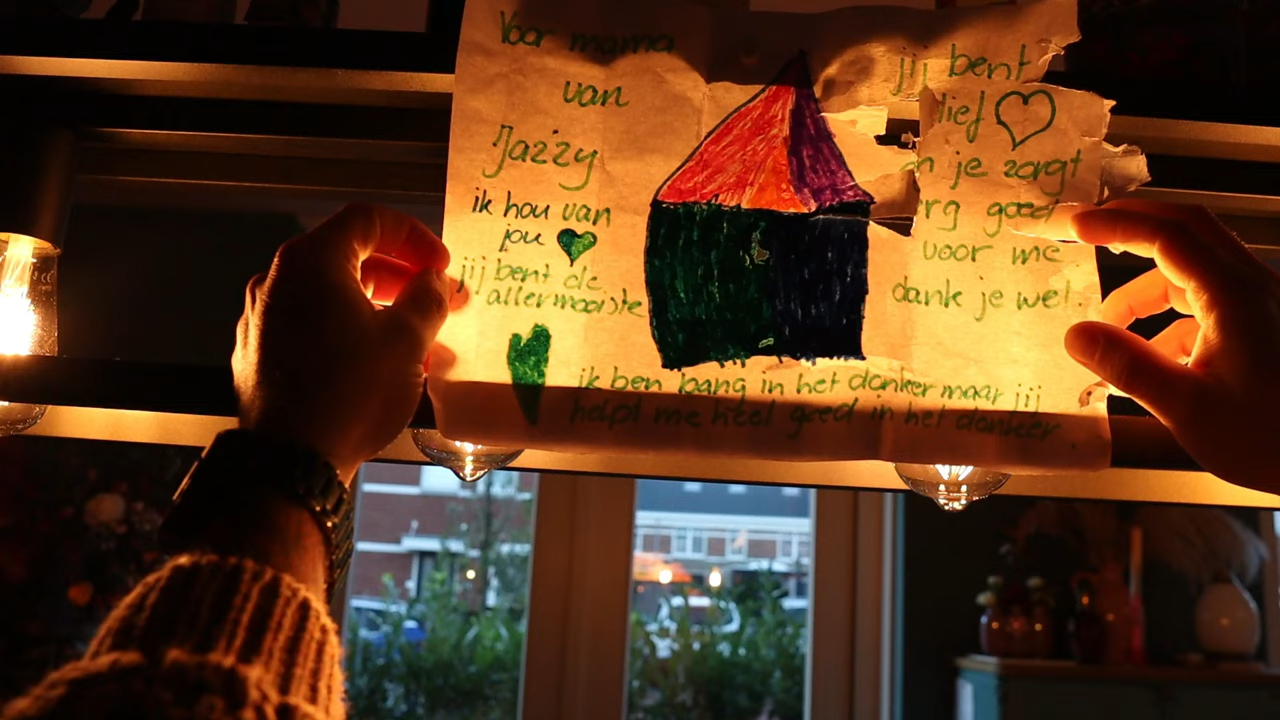 Voor mama
van
Jazzy
ik hou van
jou
jij bent de
allermooiste
jij bent
lief
n je zorgt
rg goed
voor me
dank je wel.
ik ben bang in het donker maar jij
helpt me heel goed in het donker